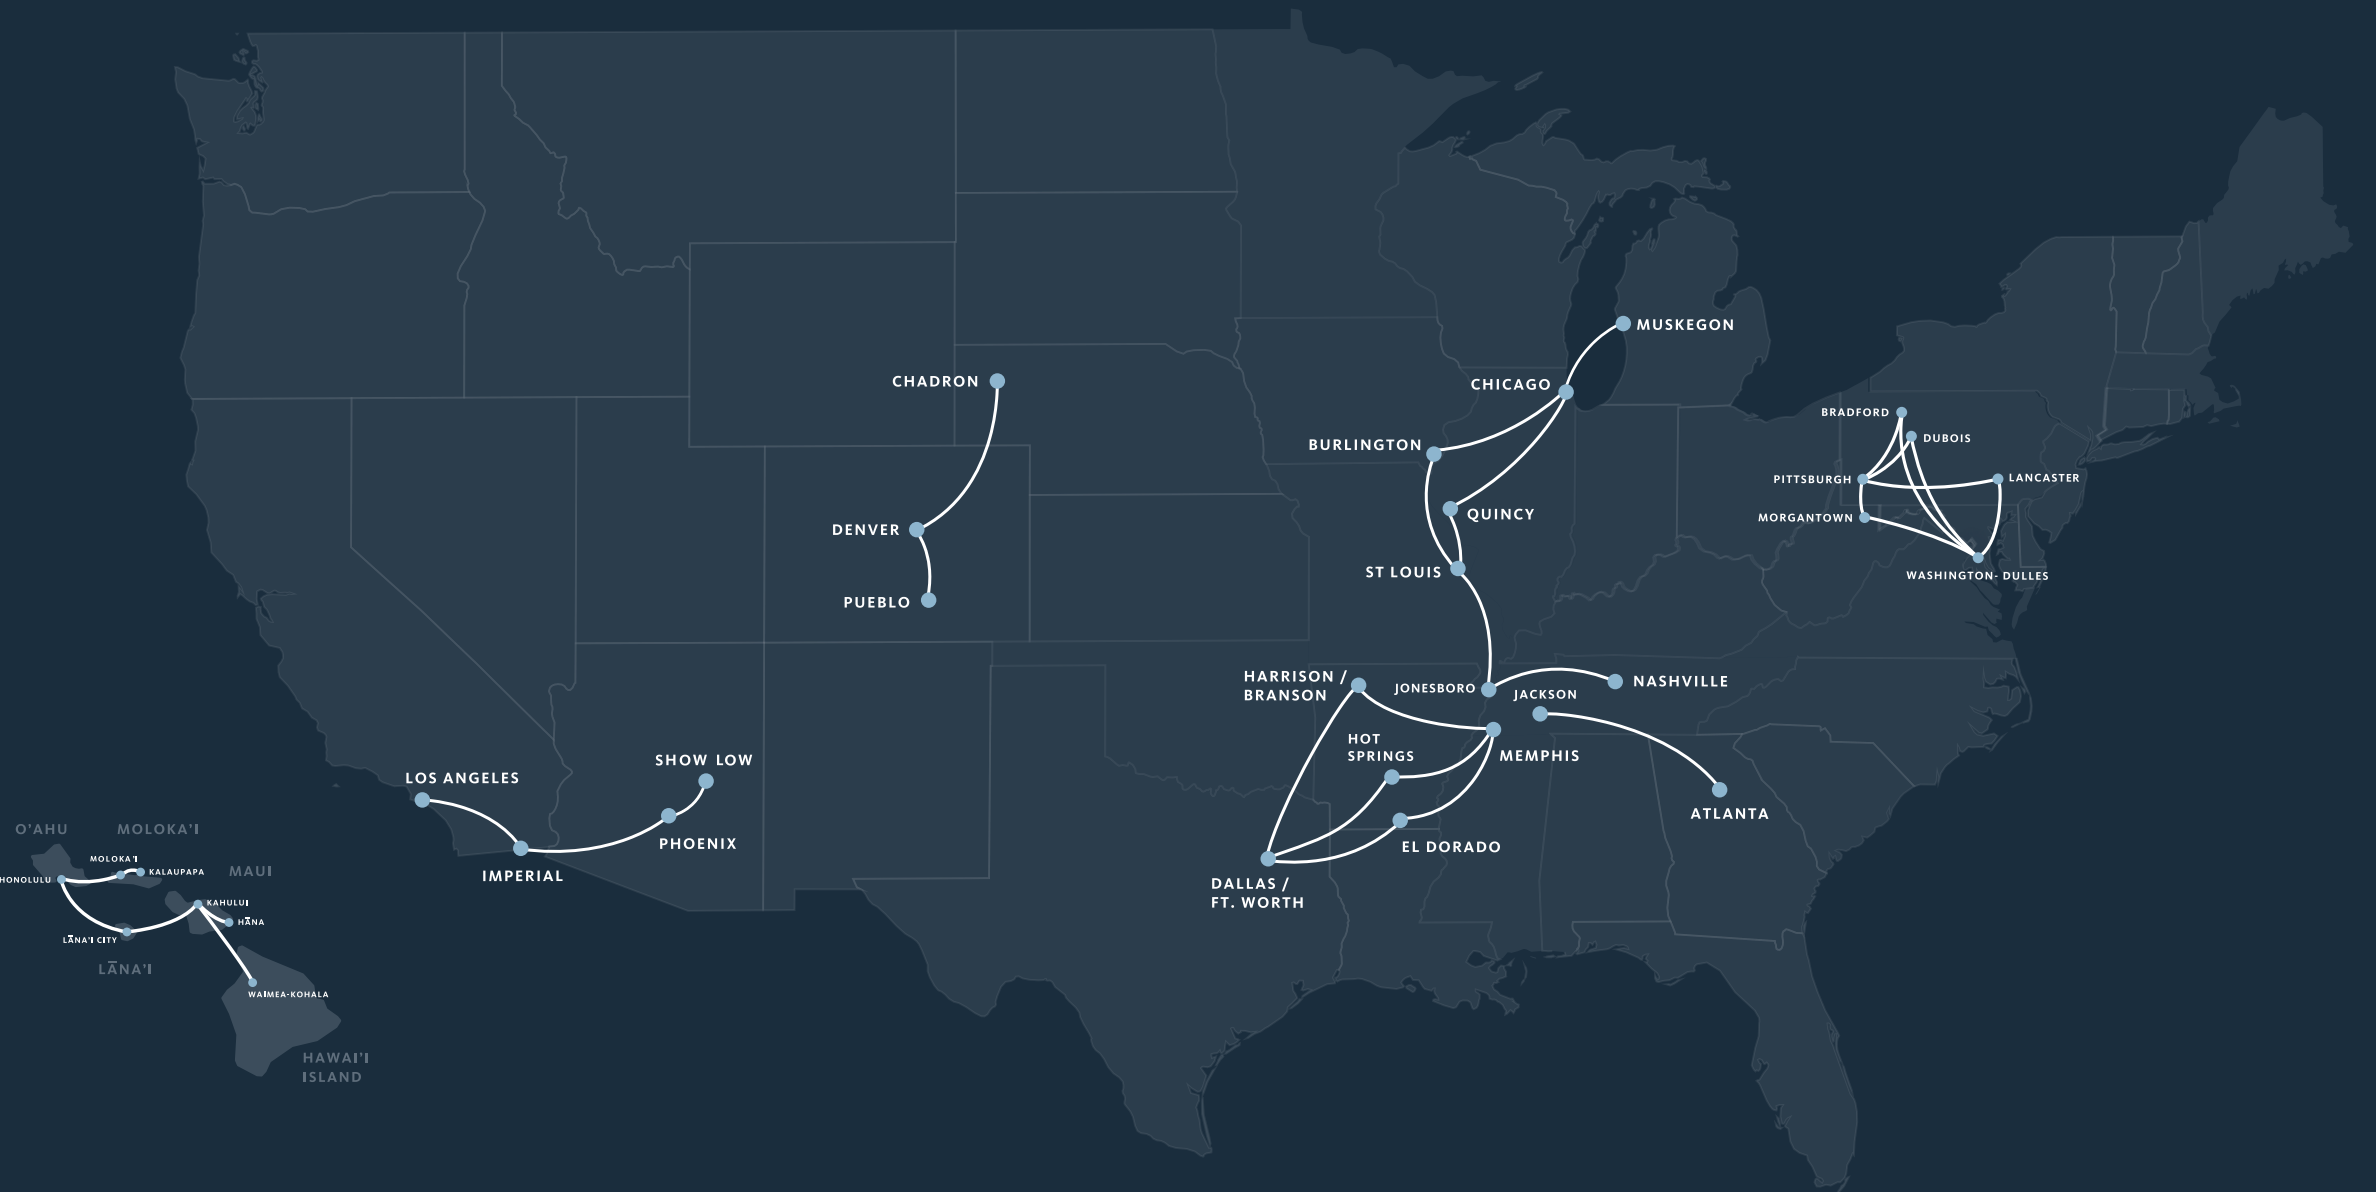 MUSKEGON
CHADRON
CHICAGO
BRADFORD
DUBOIS
BURLINGTON
PITTSBURGH
LANCASTER
QUINCY
MORGANTOWN
DENVER
ST LOUIS
WASHINGTON- DULLES
PUEBLO
HARRISON /
BRANSON
JONESBORO
JACKSON
NASHVILLE
HOT
SPRINGS
MEMPHIS
SHOW LOW
LOS ANGELES
ATLANTA
PHOENIX
EL DORADO
IMPERIAL
DALLAS /
FT. WORTH
O'AHU
MOLOKA'I
MOLOKA'I
KALAUPAPA
MAUI
HONOLULU
KAHULUI
HĀNA
LĀNA'I CITY
LĀNA'I
WAIMEA-KOHALA
HAWAI'I
ISLAND